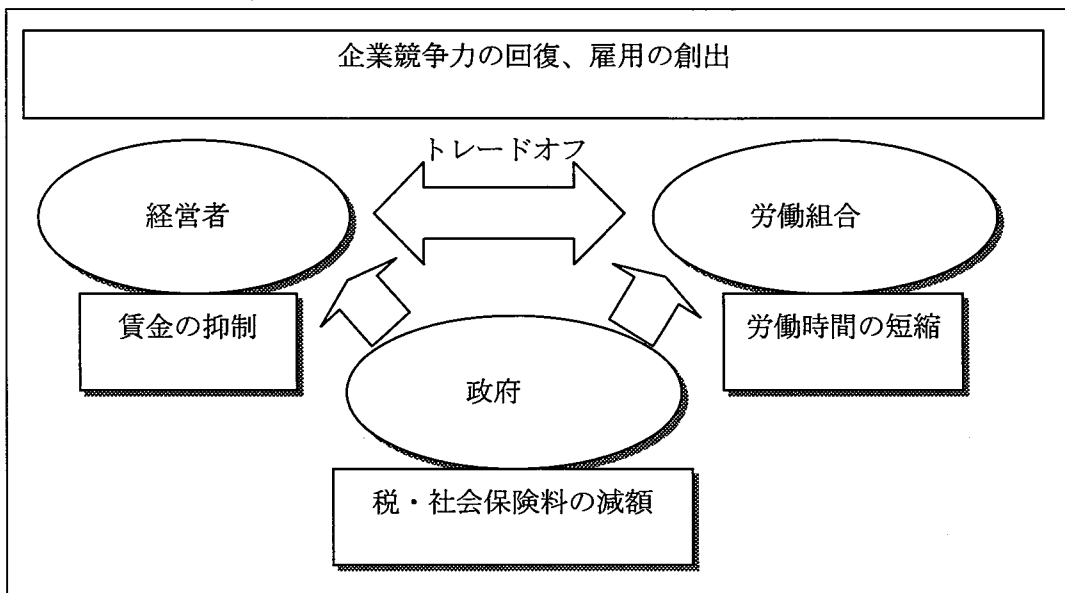 企業競争力の回復、雇用の創出
トレードオフ
経営者
労働組合
賃金の抑制
労働時間の短縮
政府
税・社会保険料の減額